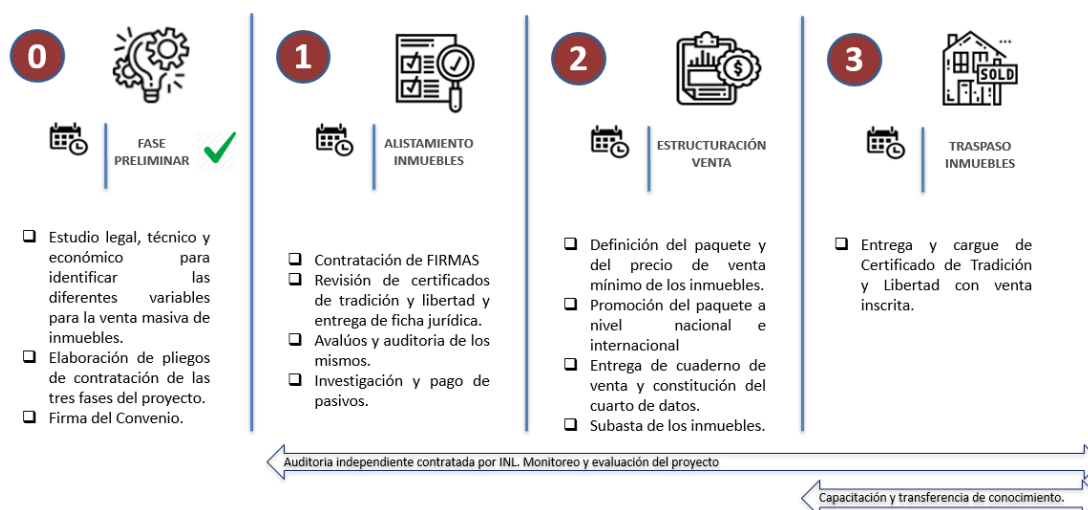 0
FASE
PRELIMINAR
Estudio legal, técnico y
económico para
identificar las
diferentes variables
para la venta masiva de
inmuebles.
Elaboración de pliegos
de contratación de las
tres fases del proyecto.
Firma del Convenio.
1
ALISTAMIENTO
INMUEBLES
Contratación de FIRMAS
Revisión de certificados
de tradición y libertad y
entrega de ficha jurídica.
Avalúos y auditoria de los
mismos.
Investigación y pago de
pasivos.
2
$
ESTRUCTURACIÓN
VENTA
Definición del paquete y
del precio de venta
mínimo de los inmuebles.
Promoción del paquete a
nivel nacional e
internacional
Entrega de cuaderno de
venta y constitución del
cuarto de datos.
Subasta de los inmuebles.
3
SOLD
TRASPASO
INMUEBLES
Entrega y cargue de
Certificado de Tradición
y Libertad con venta
inscrita.
Auditoria independiente contratada por INL. Monitoreo y evaluación del proyecto
Capacitación y transferencia de conocimiento.